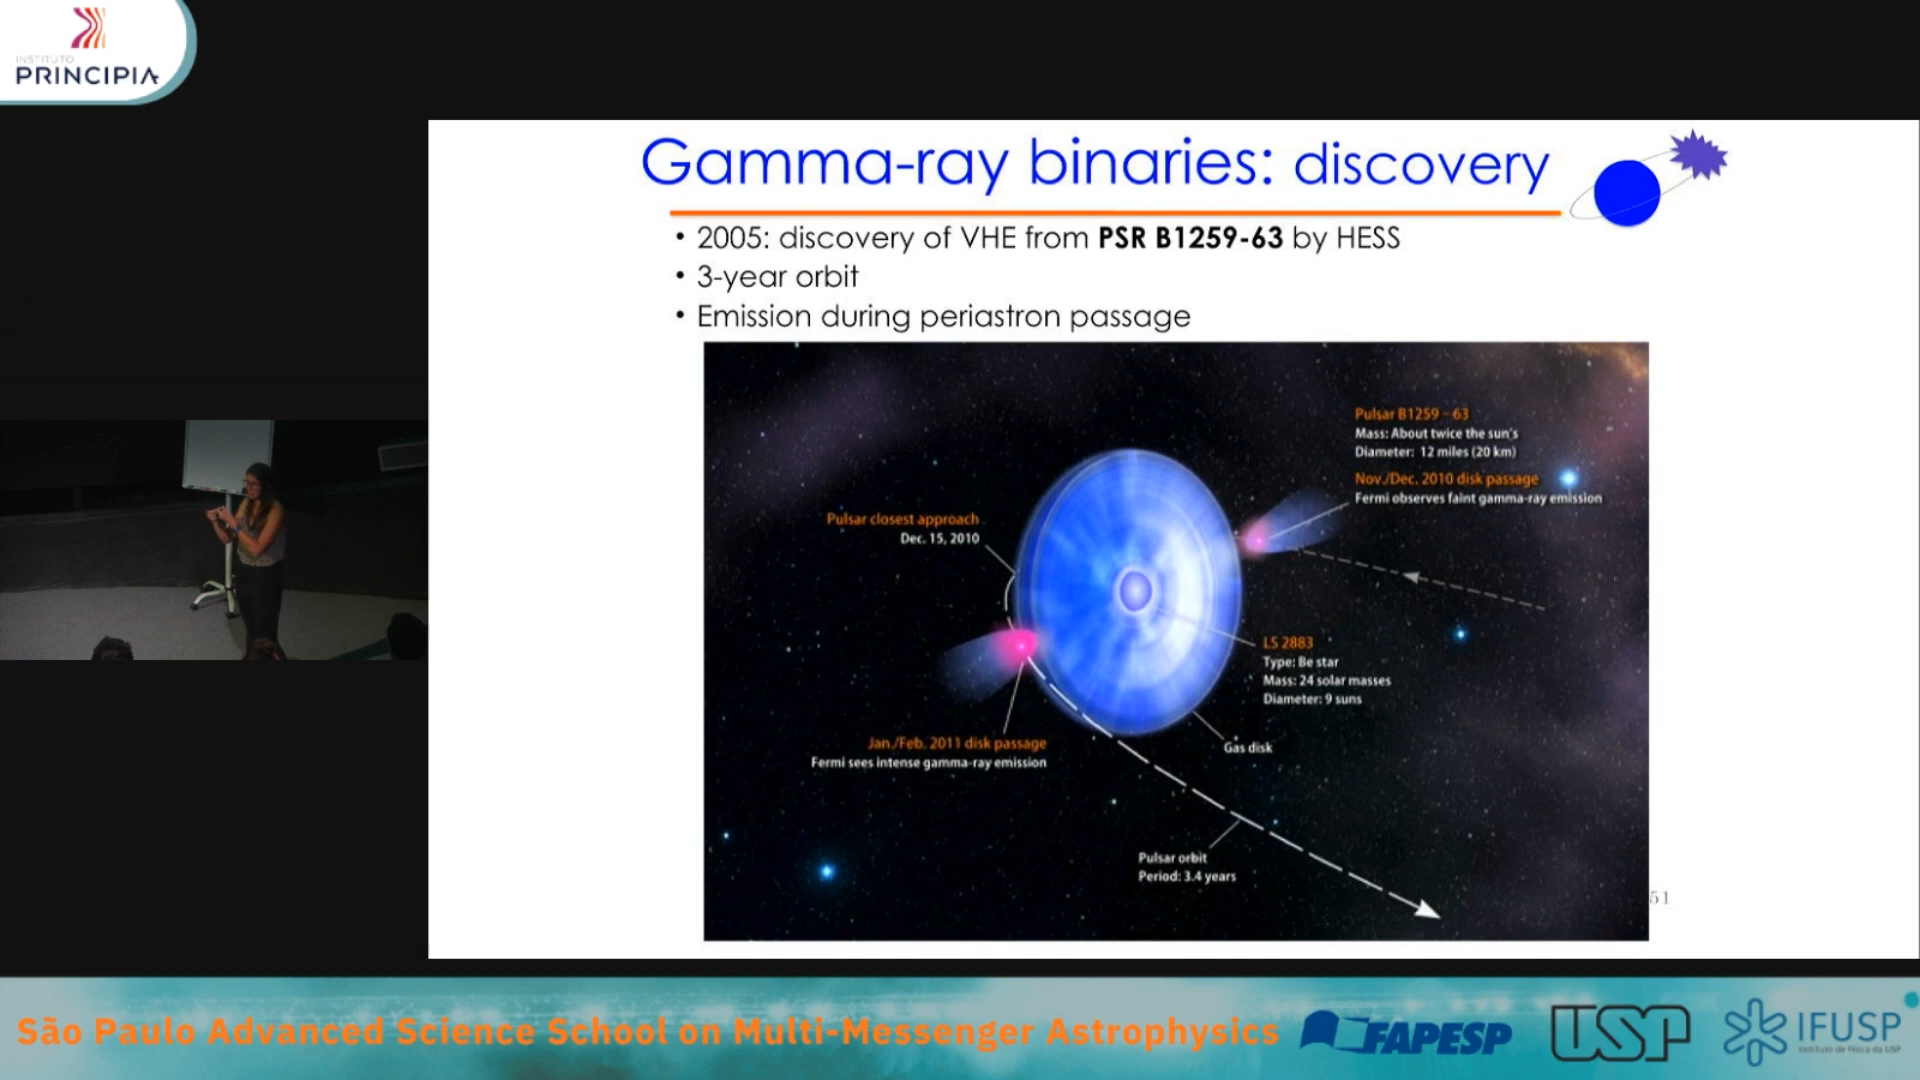 INSTITUTO
PRINCIPIA
Gamma-ray binaries: discovery
• 2005: discovery of VHE from PSR B1259-63 by HESS
• 3-year orbit
• Emission during periastron passage
Pulsar B1259 – 63
Mass: About twice the sun's
Diameter: 12 miles (20 km)
Nov./Dec. 2010 disk passage
Fermi observes faint gamma-ray emission
Pulsar closest approach
Dec. 15, 2010
LS 2883
Type: Be star
Mass: 24 solar masses
Diameter: 9 suns
Jan./Feb. 2011 disk passage
Fermi sees intense gamma-ray emission
Gas disk
Pulsar orbit
Period: 3.4 years
51
São Paulo Advanced Science School on Multi-Messenger Astrophysics
FAPESP
USP
IFUSP
Instituto de Física da USP